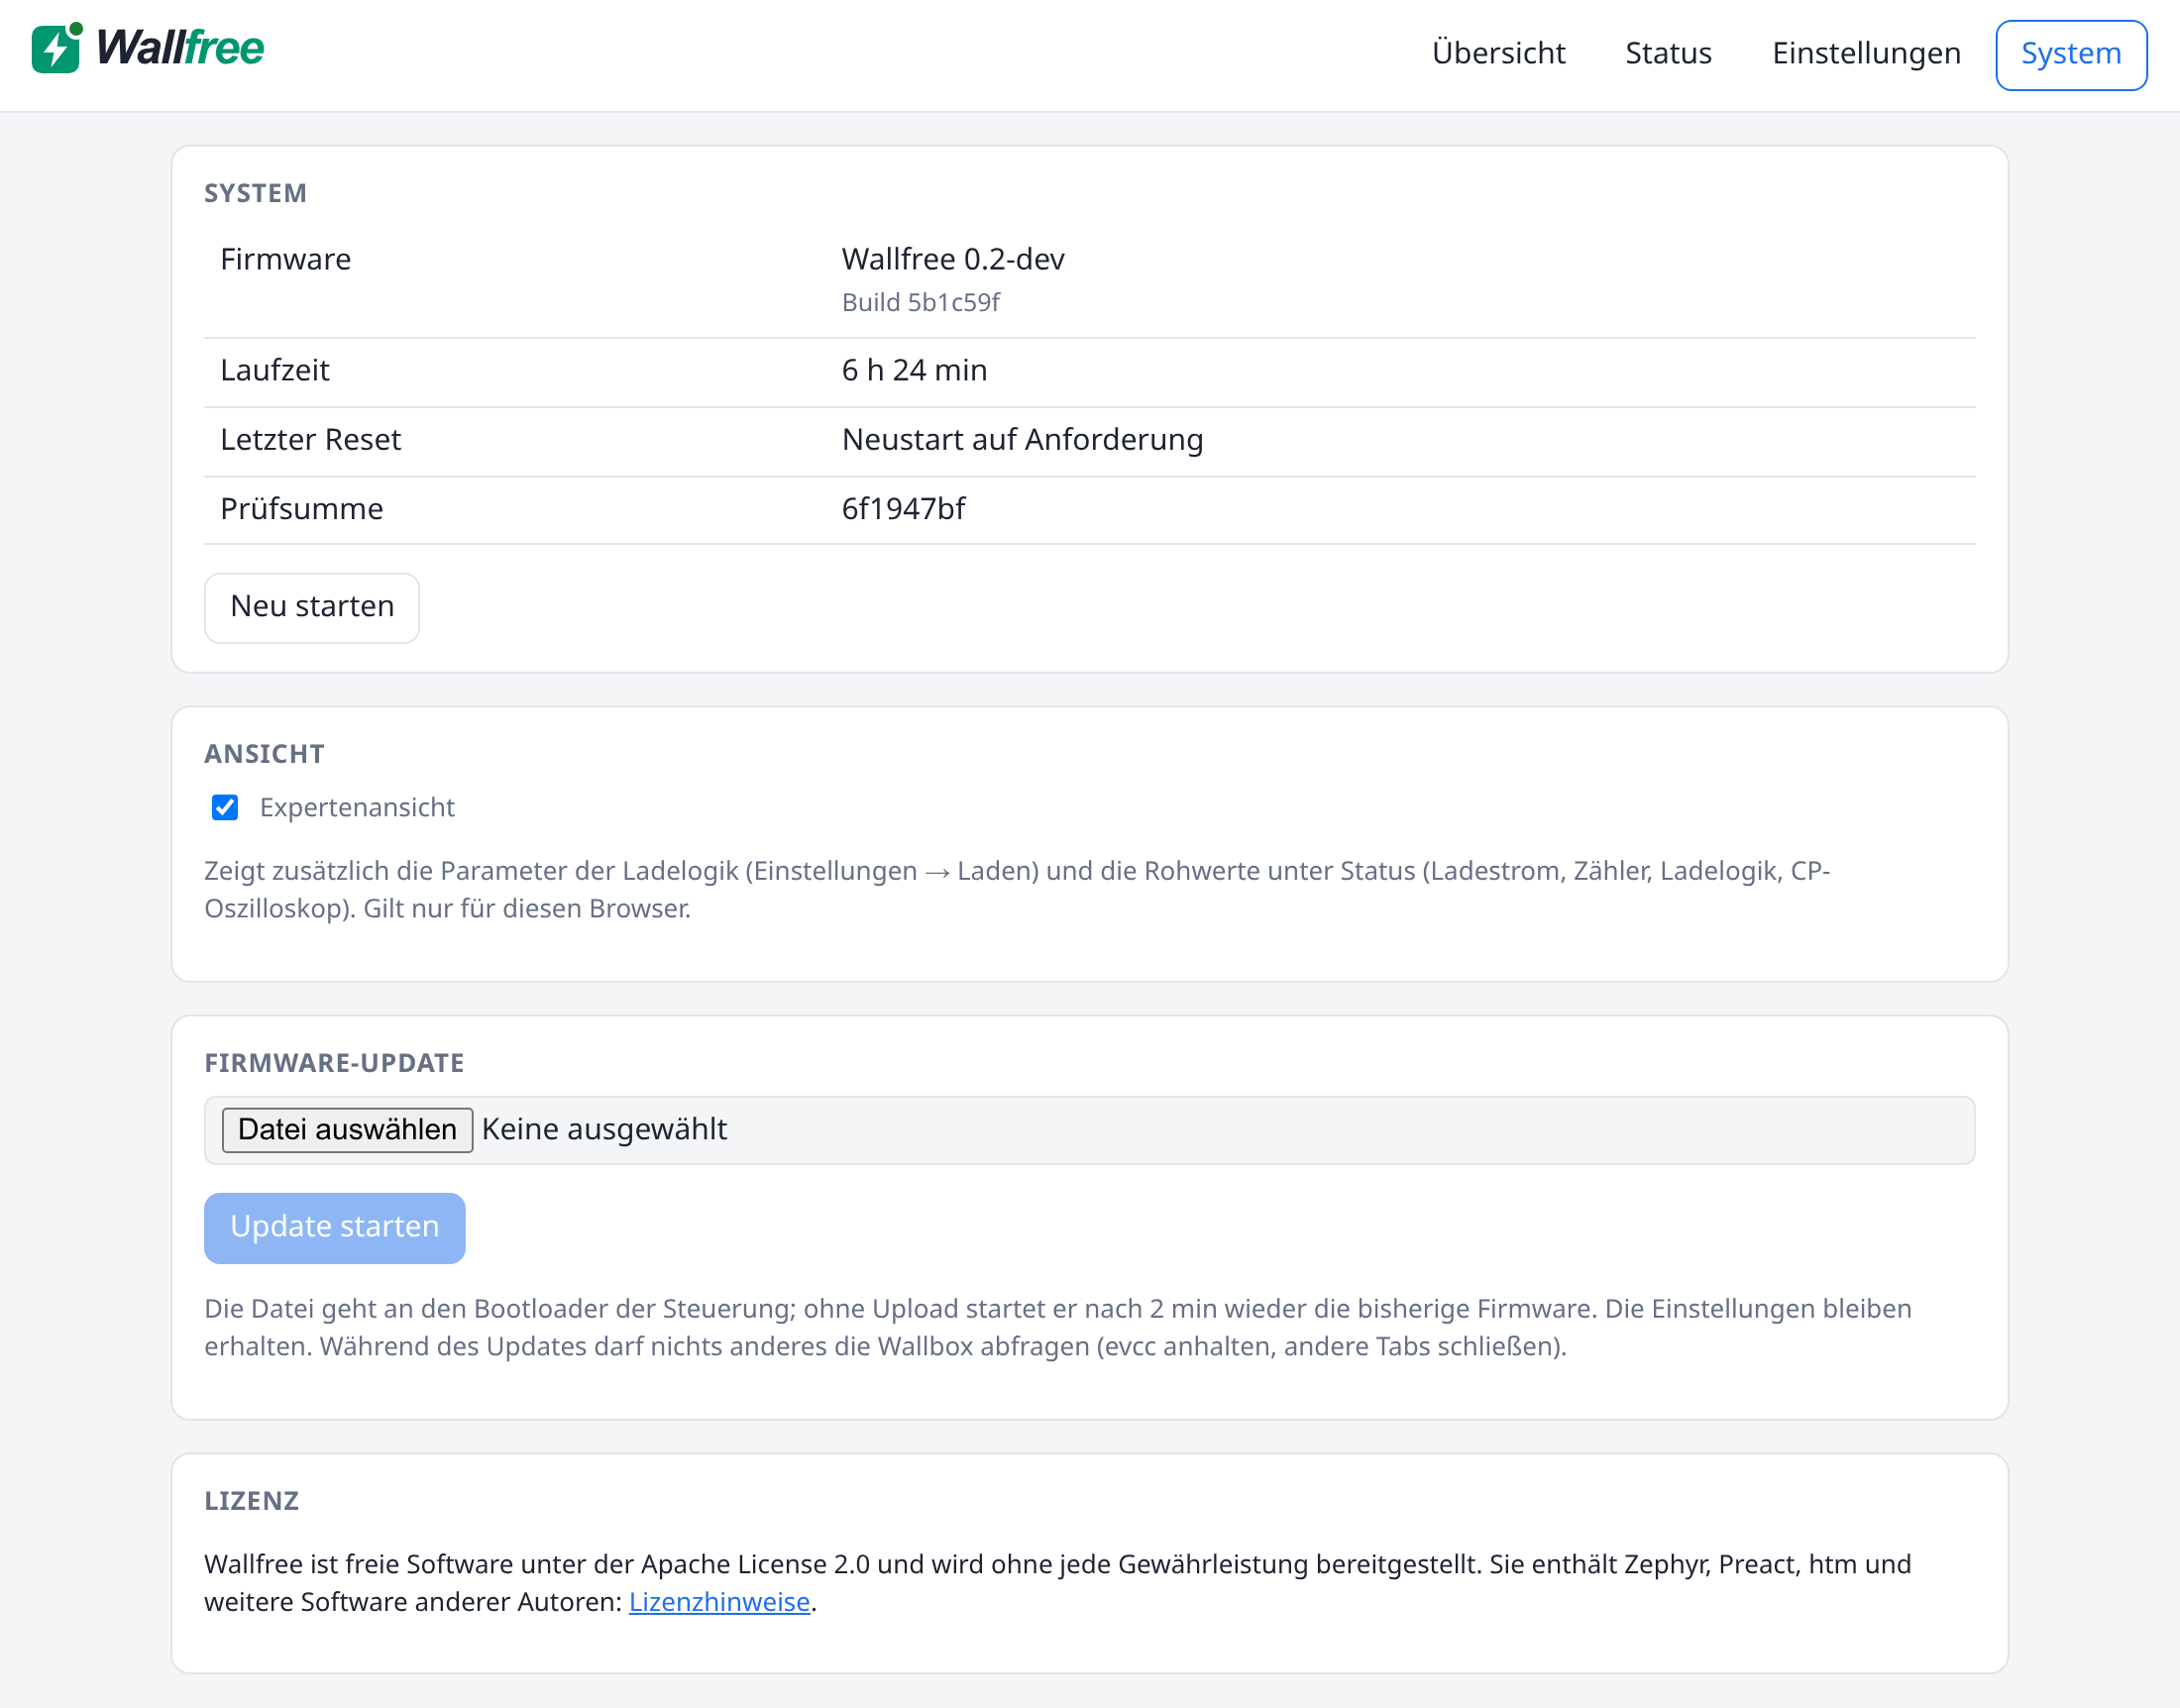 Wallfree
Übersicht
Status
Einstellungen
System
SYSTEM
Firmware
Wallfree 0.2-dev
Build 5b1c59f
Laufzeit
6 h 24 min
Letzter Reset
Neustart auf Anforderung
Prüfsumme
6f1947bf
Neu starten
ANSICHT
Expertenansicht
Zeigt zusätzlich die Parameter der Ladelogik (Einstellungen → Laden) und die Rohwerte unter Status (Ladestrom, Zähler, Ladelogik, CP-
Oszilloskop). Gilt nur für diesen Browser.
FIRMWARE-UPDATE
Datei auswählen Keine ausgewählt
Update starten
Die Datei geht an den Bootloader der Steuerung; ohne Upload startet er nach 2 min wieder die bisherige Firmware. Die Einstellungen bleiben
erhalten. Während des Updates darf nichts anderes die Wallbox abfragen (evcc anhalten, andere Tabs schließen).
LIZENZ
Wallfree ist freie Software unter der Apache License 2.0 und wird ohne jede Gewährleistung bereitgestellt. Sie enthält Zephyr, Preact, htm und
weitere Software anderer Autoren: Lizenzhinweise.